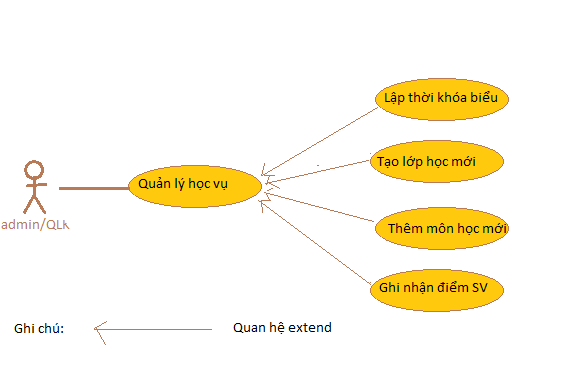 Lập thời khóa biểu
Tạo lớp học mới
Quản lý học vụ
admin/QLK
Thêm môn học mới
Ghi nhận điểm SV
Ghi chú:
Quan hệ extend